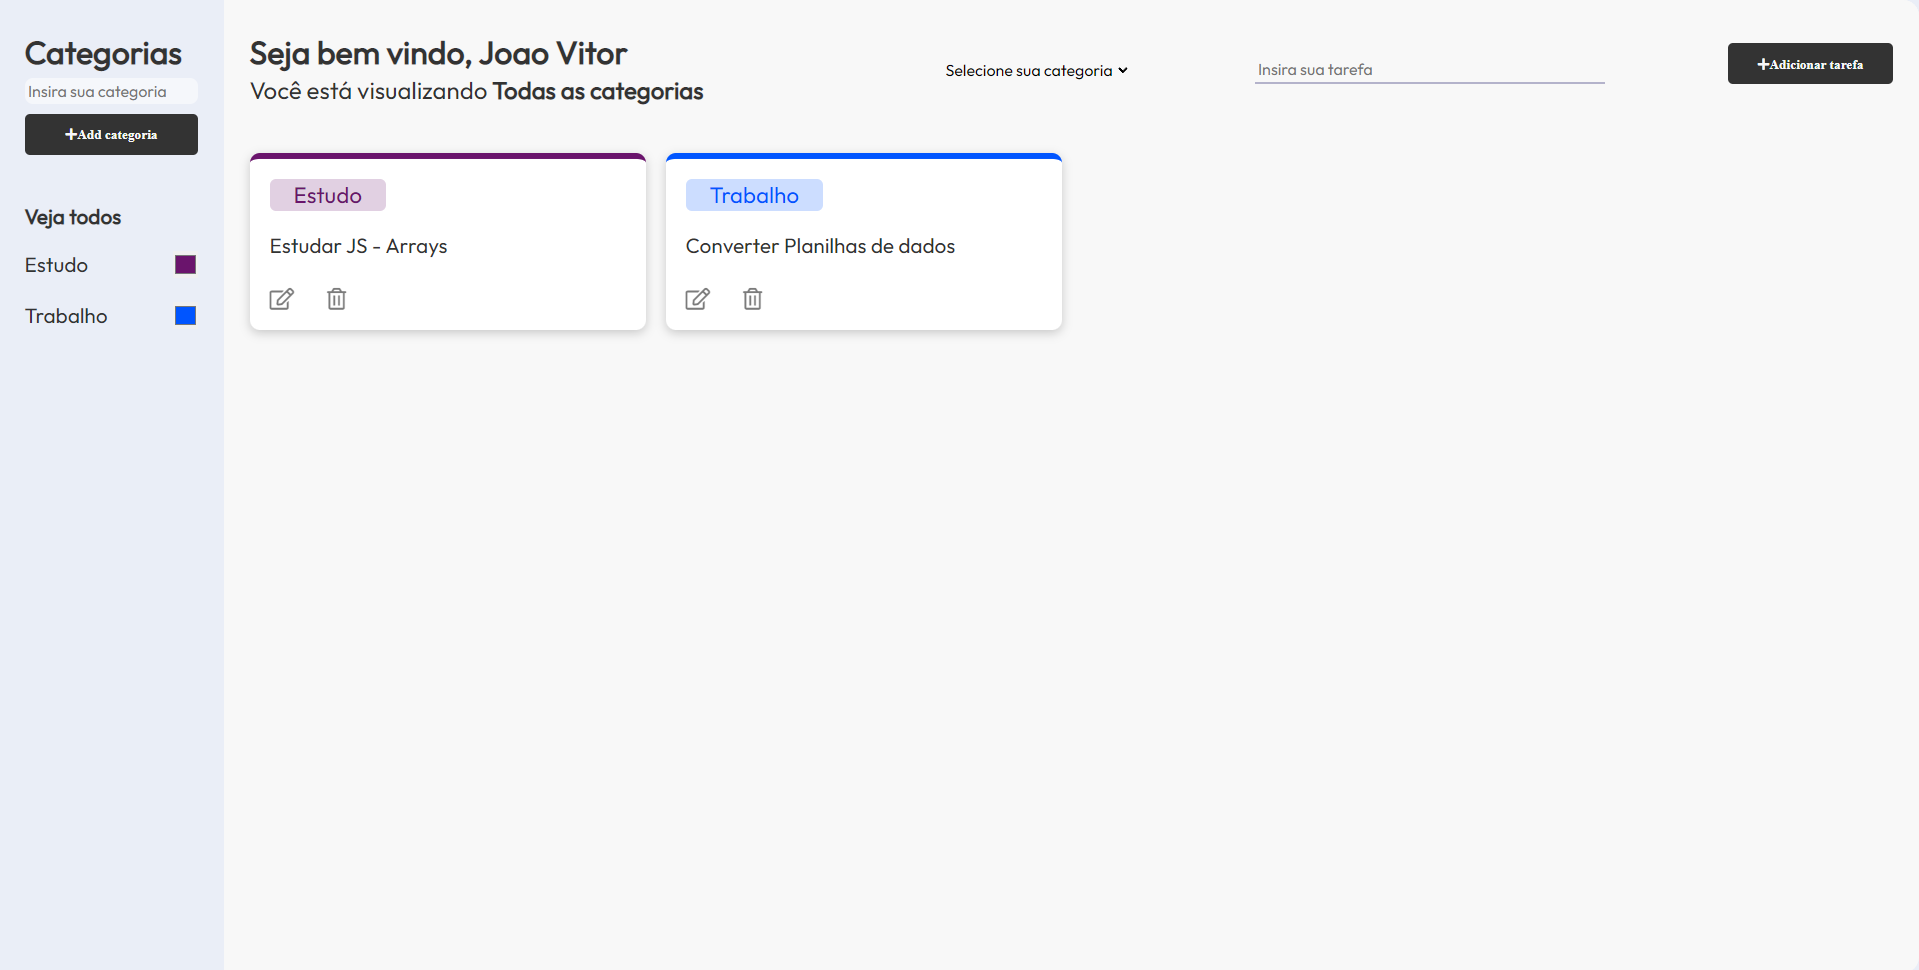 Categorias
Insira sua categoria
Add categoria
Veja todos
Estudo
Trabalho
Seja bem vindo, Joao Vitor
Você está visualizando Todas as categorias
Selecione sua categoria
Insira sua tarefa
Adicionar tarefa
Estudo
Estudar JS - Arrays
Trabalho
Converter Planilhas de dados